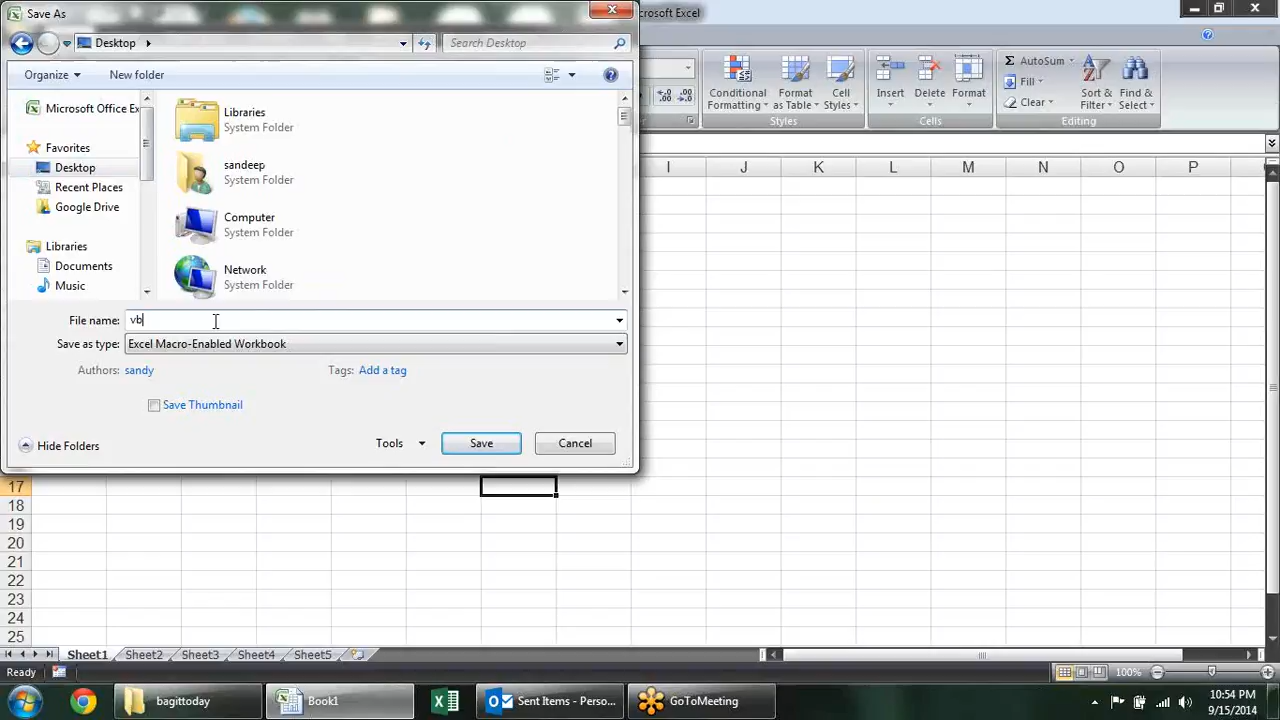 Save As
icrosoft Excel
Desktop
Search Desktop
Organize
New folder
Microsoft Office Ex
Favorites
Desktop
Recent Places
Google Drive
Libraries
Documents
Music
Libraries
System Folder
sandeep
System Folder
Computer
System Folder
Network
System Folder
File name: vb
Save as type: Excel Macro-Enabled Workbook
Authors: sandy
Tags: Add a tag
Save Thumbnail
Hide Folders
Tools
Save
Cancel
Conditional Formatting
Format as Table
Cell Styles
Styles
Insert
Delete
Format
Cells
AutoSum
Fill
Clear
Sort & Filter
Find & Select
Editing
I J K L M N O P
17
18
19
20
21
22
23
24
25
Sheet1 Sheet2 Sheet3 Sheet4 Sheet5
Ready
100%
bagittoday
Book1
Sent Items - Perso...
GoToMeeting
10:54 PM
9/15/2014